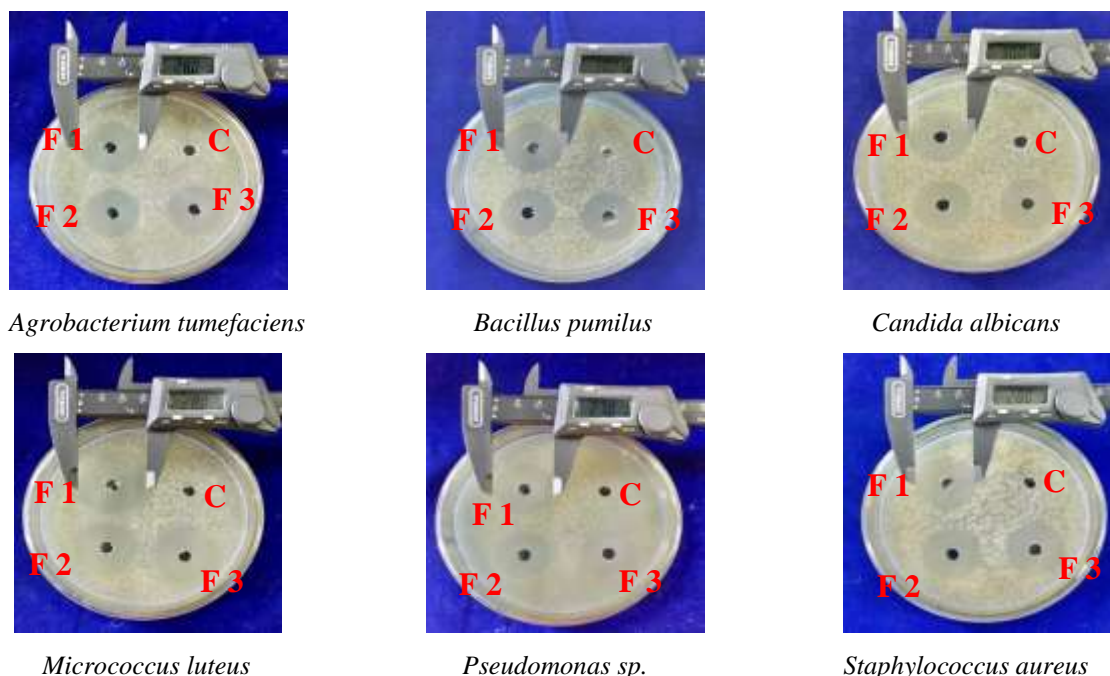 F 1
C
F 2
F 3
F 1
C
F 2
F 3
F 1
C
F 2
F 3
Agrobacterium tumefaciens
Bacillus pumilus
Candida albicans
F 1
C
F 2
F 3
F 1
C
F 2
F 3
F 1
C
F 2
F 3
Micrococcus luteus
Pseudomonas sp.
Staphylococcus aureus